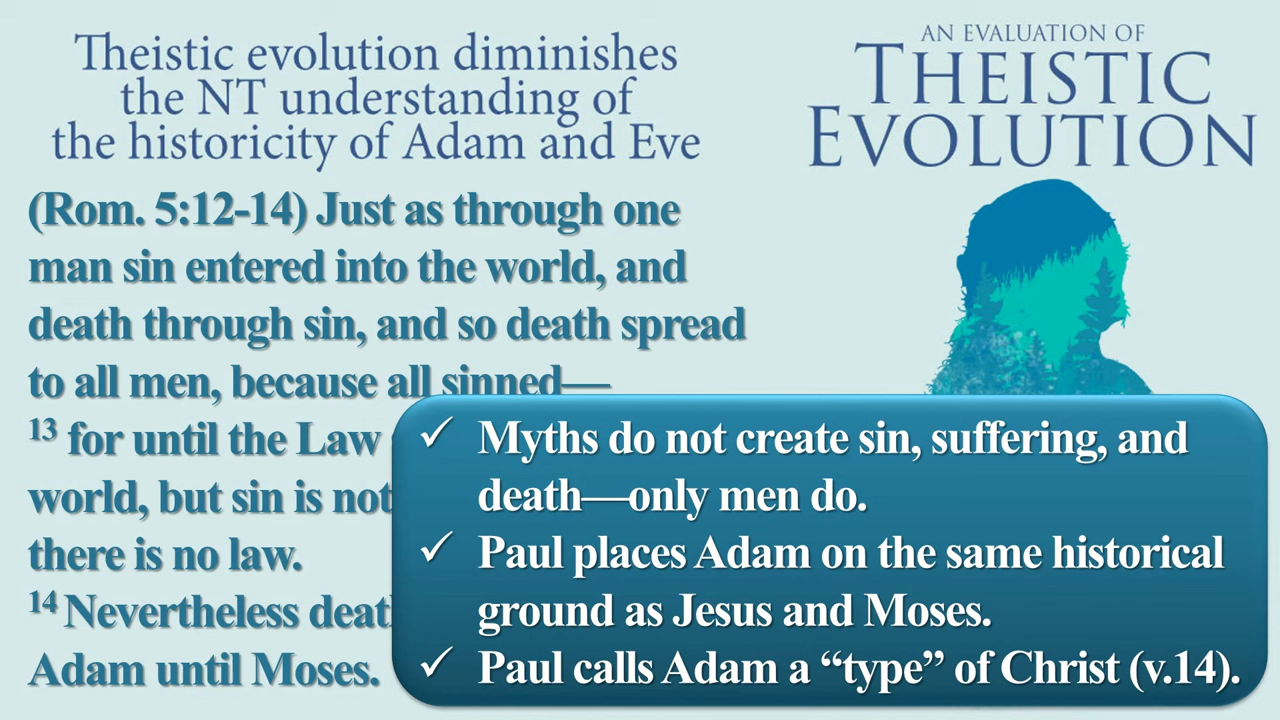 Theistic evolution diminishes
the NT understanding of
the historicity of Adam and Eve
AN EVALUATION OF
THEISTIC
EVOLUTION
(Rom. 5:12-14) Just as through one
man sin entered into the world, and
death through sin, and so death spread
to all men, because all sinned—
13 for until the Law
world, but sin is not
there is no law.
14 Nevertheless
Adam until Moses.
✓ Myths do not create sin, suffering, and
death—only men do.
✓ Paul places Adam on the same historical
ground as Jesus and Moses.
✓ Paul calls Adam a “type” of Christ (v.14).